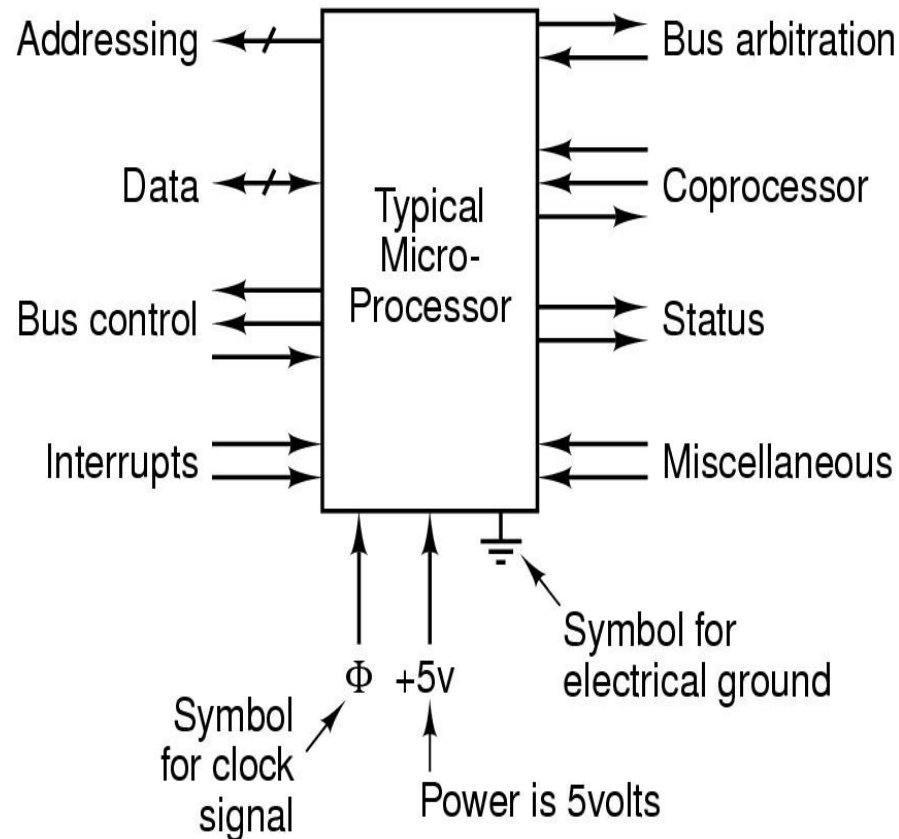 Addressing
Data
Bus control
Interrupts
Typical
Micro-
Processor
Bus arbitration
Coprocessor
Status
Miscellaneous
Φ +5v
Symbol
for clock
signal
Power is 5volts
Symbol for
electrical ground